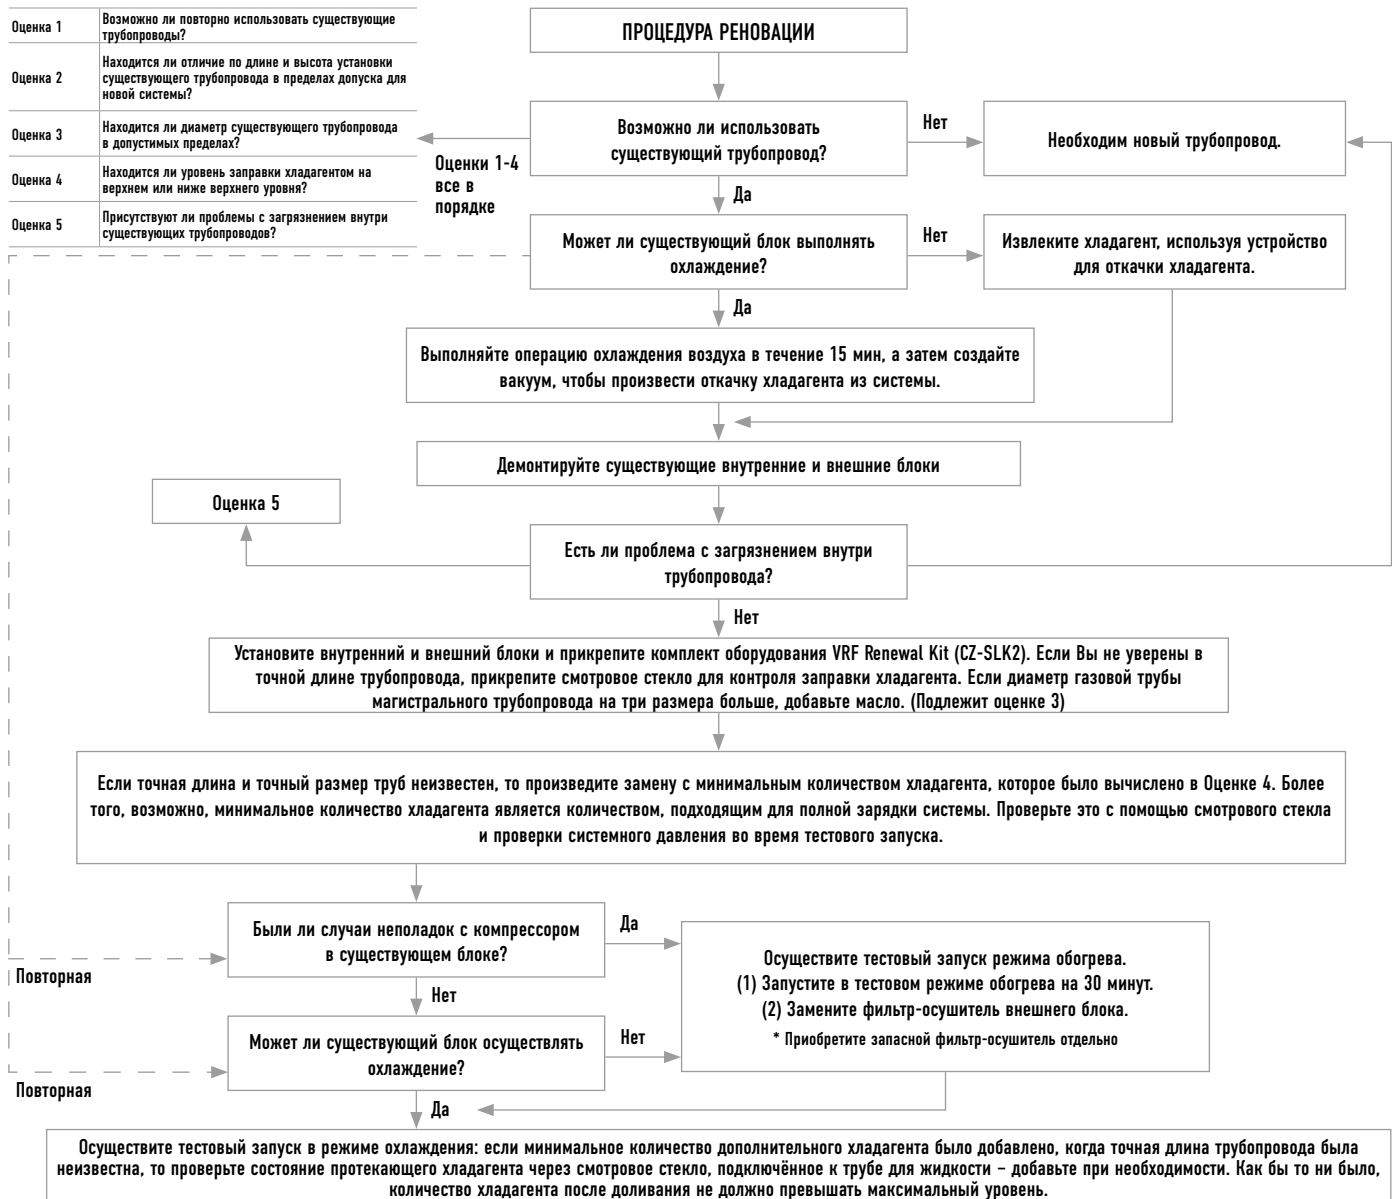 Оценка 1
Возможно ли повторно использовать существующие
трубопроводы?
Оценка 2
Находится ли отличие по длине и высота установки
существующего трубопровода в пределах допуска для
новой системы?
Оценка 3
Находится ли диаметр существующего трубопровода
в допустимых пределах?
Оценка 4
Находится ли уровень заправки хладагентом на
верхнем или ниже верхнего уровня?
Оценка 5
Присутствуют ли проблемы с загрязнением внутри
существующих трубопроводов?
ПРОЦЕДУРА РЕНОВАЦИИ
Возможно ли использовать
существующий трубопровод?
Нет
Необходим новый трубопровод.
Оценки 1-4
все в
порядке
Да
Может ли существующий блок выполнять
охлаждение?
Нет
Извлеките хладагент, используя устройство
для откачки хладагента.
Да
Выполняйте операцию охлаждения воздуха в течение 15 мин, а затем создайте
вакуум, чтобы произвести откачку хладагента из системы.
Демонтируйте существующие внутренние и внешние блоки
Оценка 5
Есть ли проблема с загрязнением внутри
трубопровода?
Нет
Установите внутренний и внешний блоки и прикрепите комплект оборудования VRF Renewal Kit (CZ-SLK2). Если Вы не уверены в
точной длине трубопровода, прикрепите смотровое стекло для контроля заправки хладагента. Если диаметр газовой трубы
магистрального трубопровода на три размера больше, добавьте масло. (Подлежит оценке 3)
Если точная длина и точный размер труб неизвестен, то произведите замену с минимальным количеством хладагента, которое было вычислено в Оценке 4. Более
того, возможно, минимальное количество хладагента является количеством, подходящим для полной зарядки системы. Проверьте это с помощью смотрового стекла
и проверки системного давления во время тестового запуска.
Были ли случаи неполадок с компрессором
в существующем блоке?
Да
Осуществите тестовый запуск режима обогрева.
(1) Запустите в тестовом режиме обогрева на 30 минут.
(2) Замените фильтр-осушитель внешнего блока.
* Приобретите запасной фильтр-осушитель отдельно
Повторная
Нет
Может ли существующий блок осуществлять
охлаждение?
Нет
Повторная
Да
Осуществите тестовый запуск в режиме охлаждения: если минимальное количество дополнительного хладагента было добавлено, когда точная длина трубопровода была
неизвестна, то проверьте состояние протекающего хладагента через смотровое стекло, подключённое к трубе для жидкости – добавьте при необходимости. Как бы то ни было,
количество хладагента после доливания не должно превышать максимальный уровень.